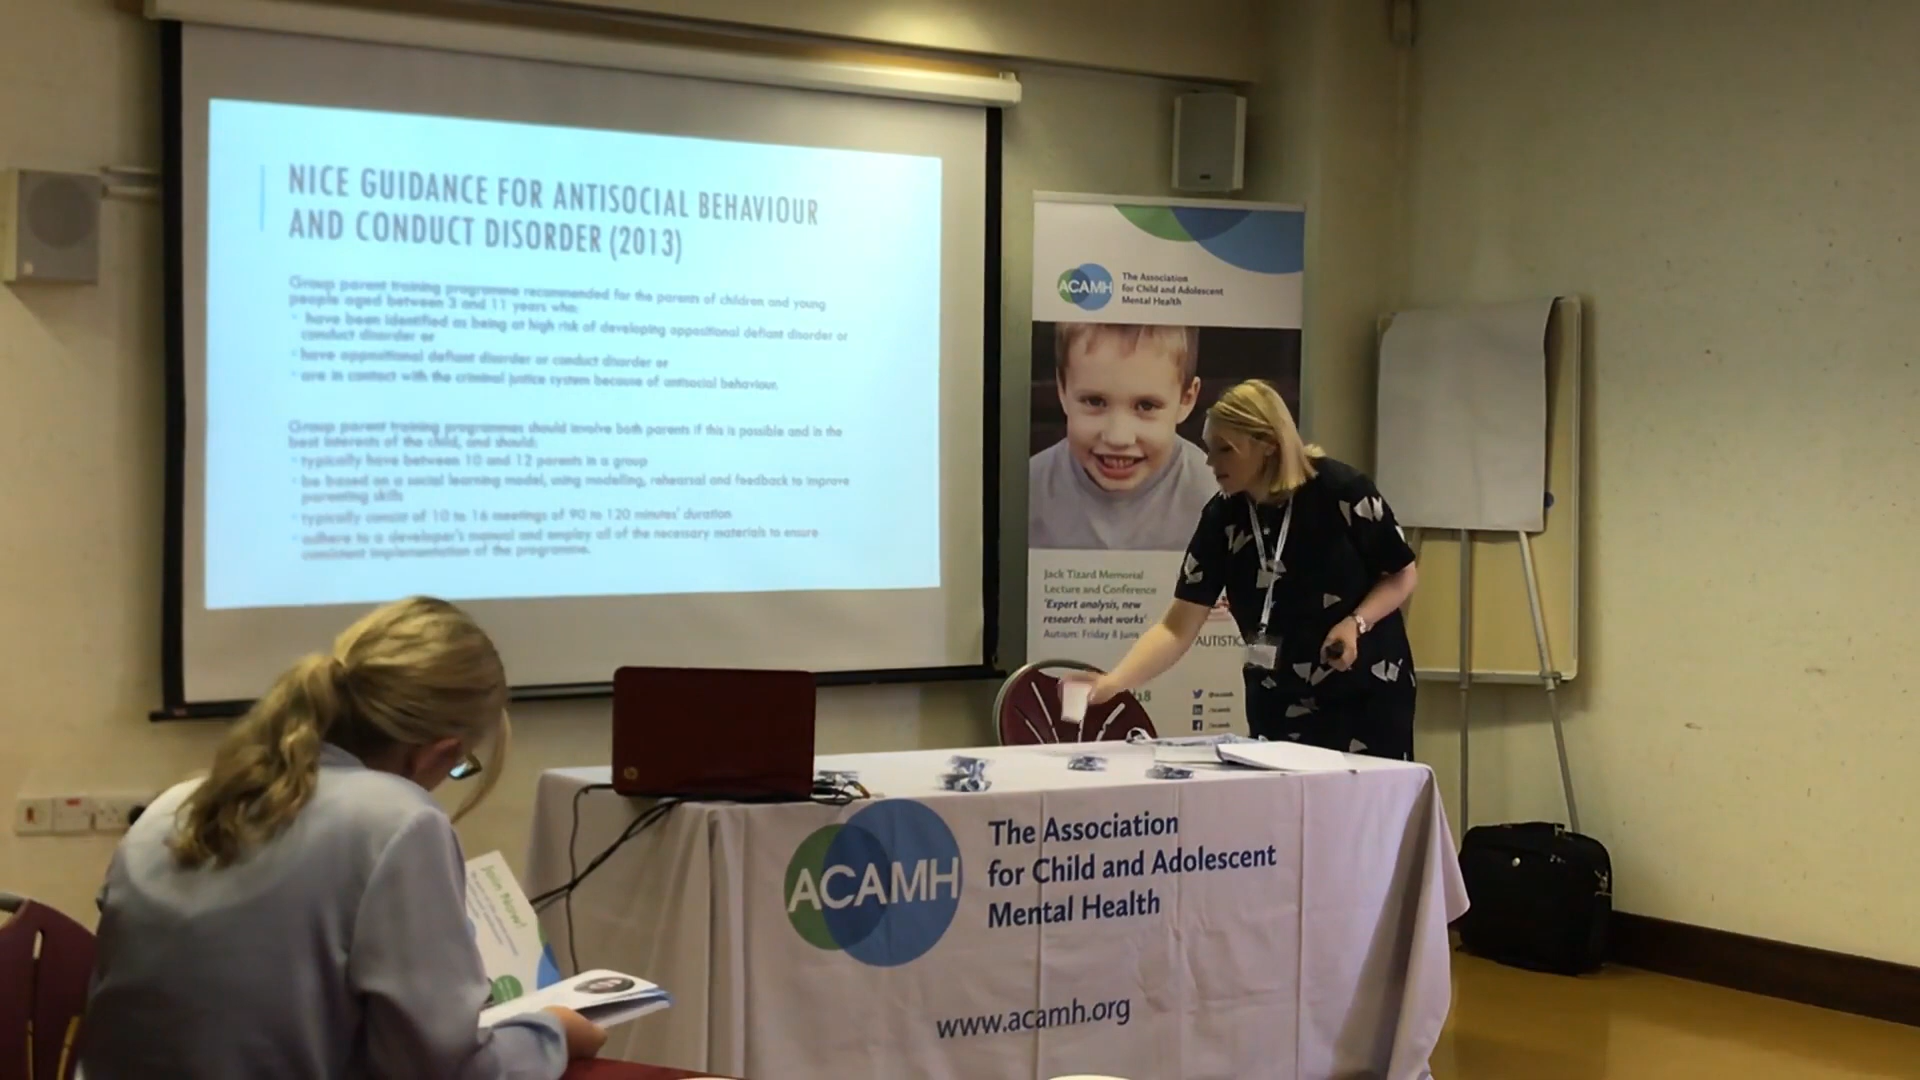 NICE GUIDANCE FOR ANTISOCIAL BEHAVIOUR
AND CONDUCT DISORDER (2013)
Group parent training programme recommended for the parents of children and young
people aged between 3 and 11 years who:
have been identified as being at high risk of developing oppositional defiant disorder or
conduct disorder or
have oppositional defiant disorder or conduct disorder or
are in contact with the criminal justice system because of antisocial behaviour.
Group parent training programmes should involve both parents if this is possible and in the
best interests of the child, and should:
typically have between 10 and 12 parents in a group
be based on a social learning model, using modelling, rehearsal and feedback to improve
parenting skills
typically consist of 10 to 16 meetings of 90 to 120 minutes' duration
adhere to a developer's manual and employ all of the necessary materials to ensure
consistent implementation of the programme.
ACAMH
The Association
for Child and Adolescent
Mental Health
Jack Tizard Memorial
Lecture and Conference
'Expert analysis, new
research: what works'
Autism: Friday 8 June
AUTISTIC
18
Join Now!
ACAMH
The Association
for Child and Adolescent
Mental Health
www.acamh.org